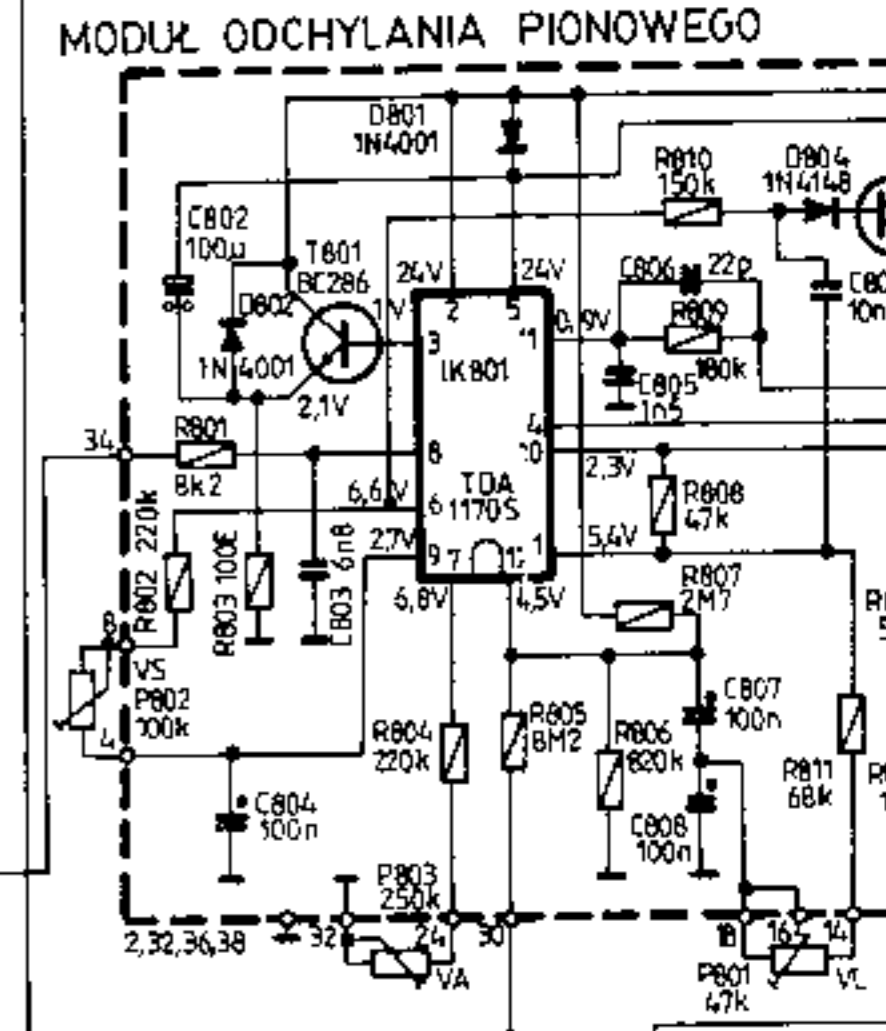 MODUŁ ODCHYLANIA PIONOWEGO
D801
1N4001
R810
150k
D804
1N4148
C802
100µ
T801
BC286
24V
24V
C806
22p
D802
1V
2
5
0,9V
R809
10n
1N4001
3
11
IK801
180k
C805
1n5
2,1V
34
R801
8k2
8
4
10
2,3V
TDA
1170S
6,6V
6
R808
47k
R802 220k
R803 100E
C803 6n8
2,7V
9
7
12
1
5,4V
6,8V
4,5V
R807
2M7
8
VS
P802
100k
4
R804
220k
R805
8M2
R806
820k
C807
100n
R811
68k
C804
100n
C808
100n
P803
250k
2,32,36,38
32
24
30
18
16
14
VA
P801
47k
VL